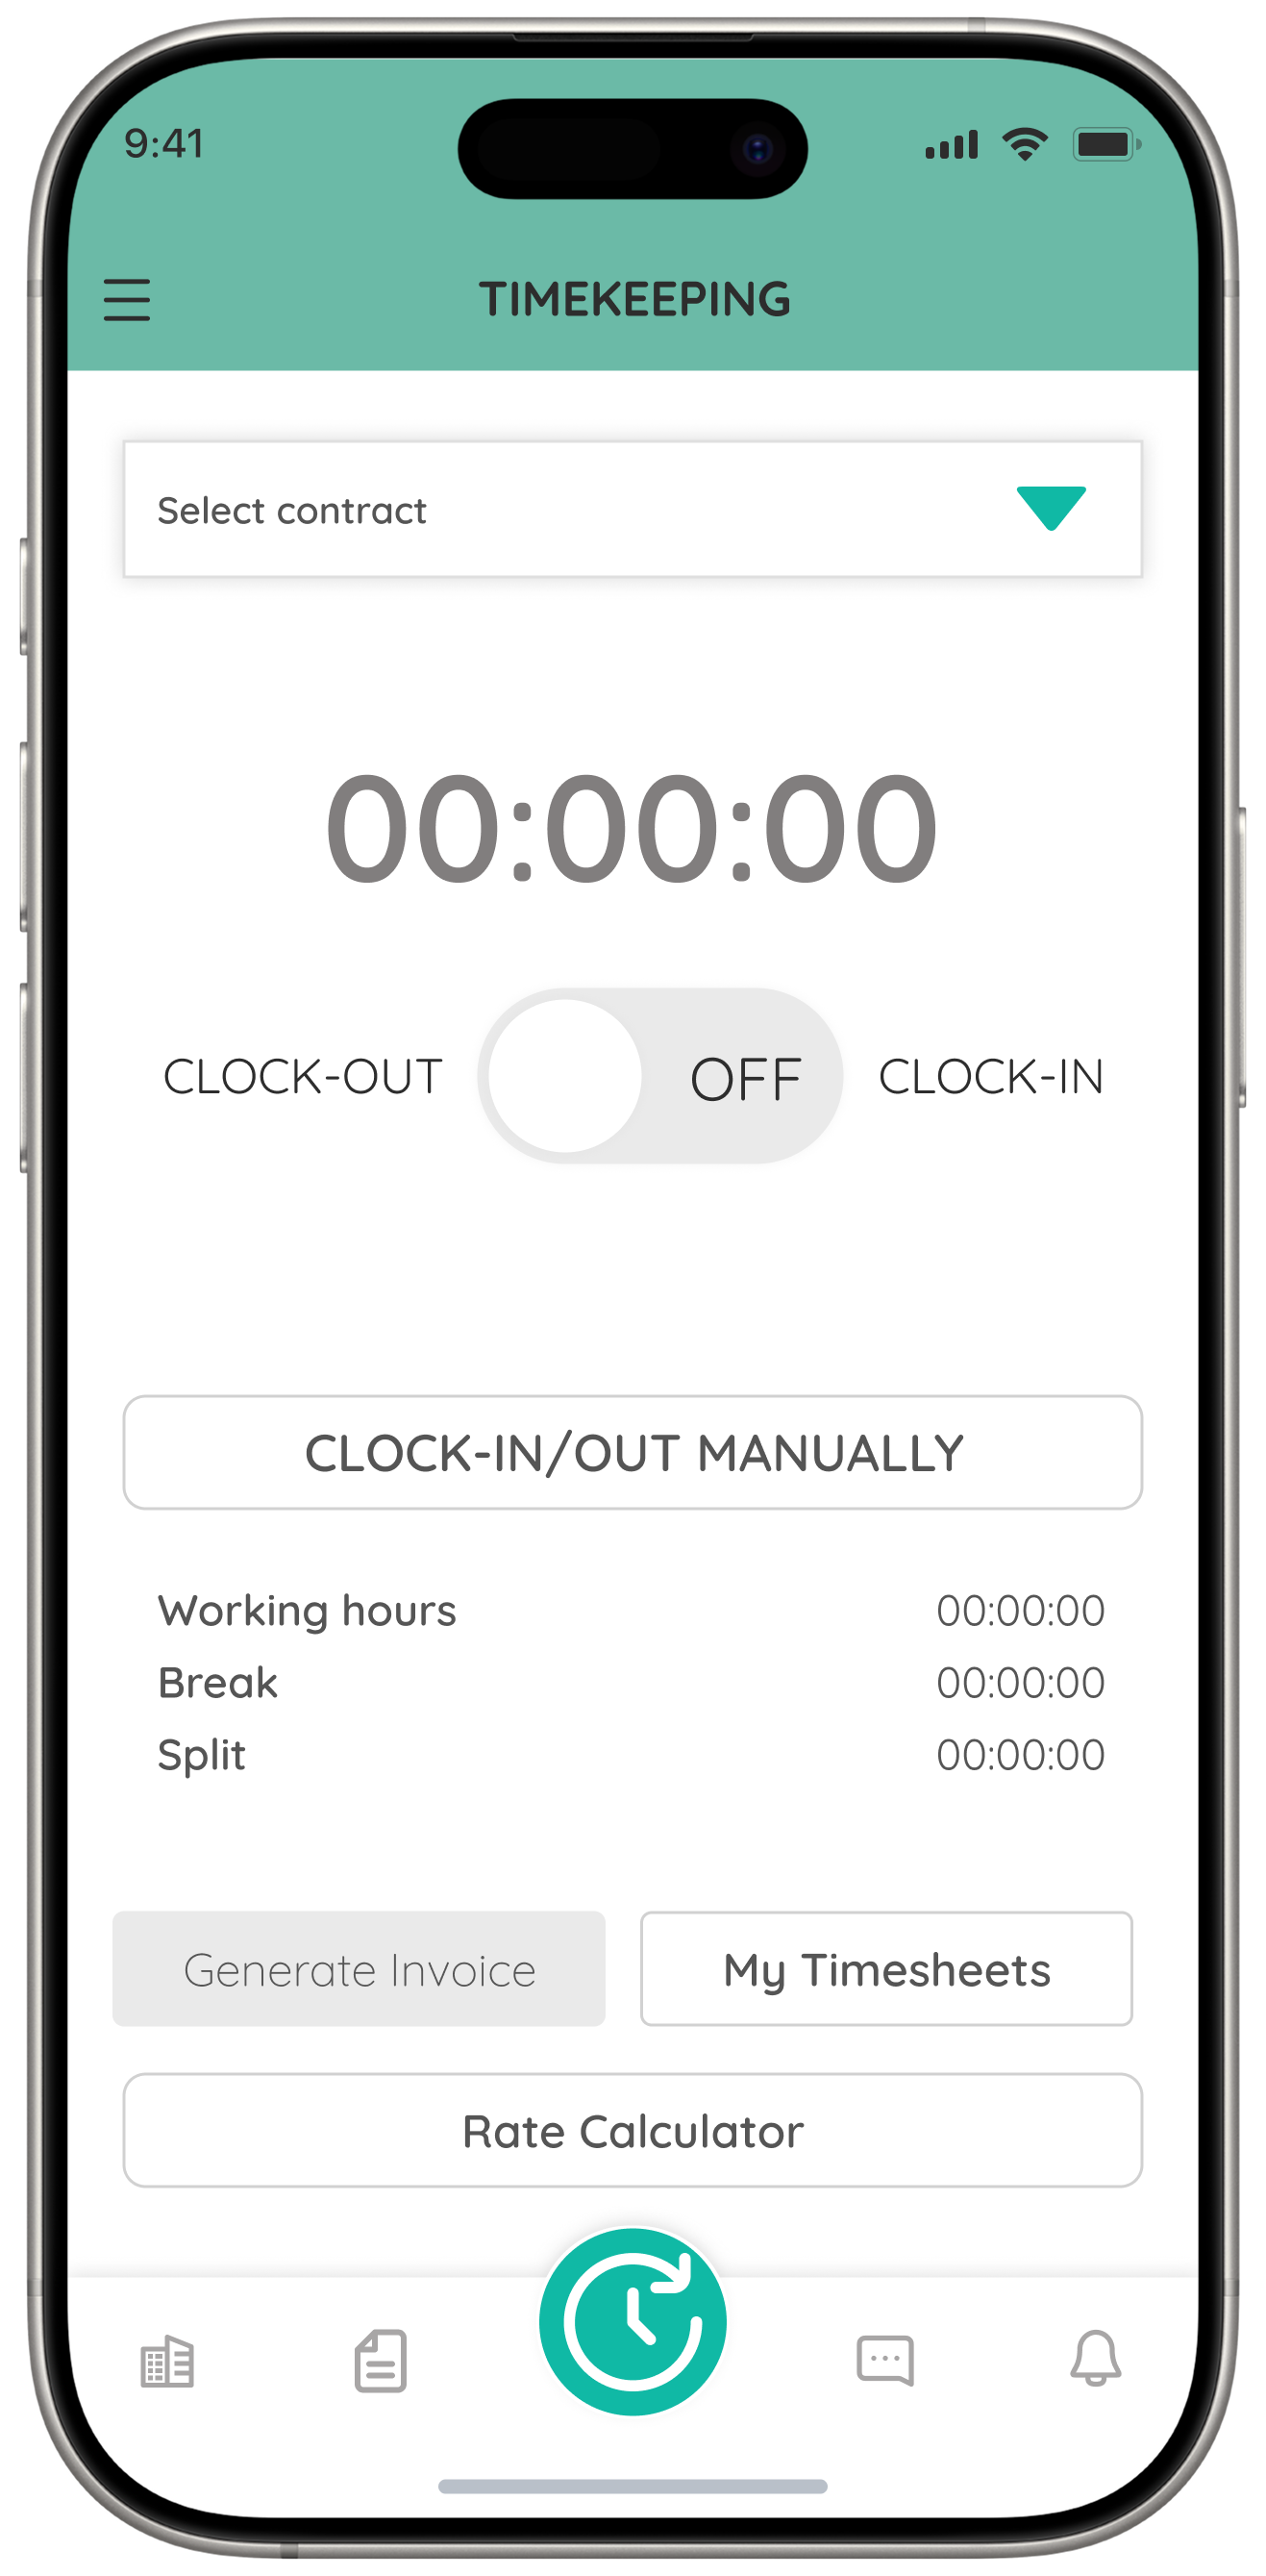 9:41
TIMEKEEPING
Select contract
00:00:00
CLOCK-OUT OFF CLOCK-IN
CLOCK-IN/OUT MANUALLY
Working hours 00:00:00
Break 00:00:00
Split 00:00:00
Generate Invoice My Timesheets
Rate Calculator